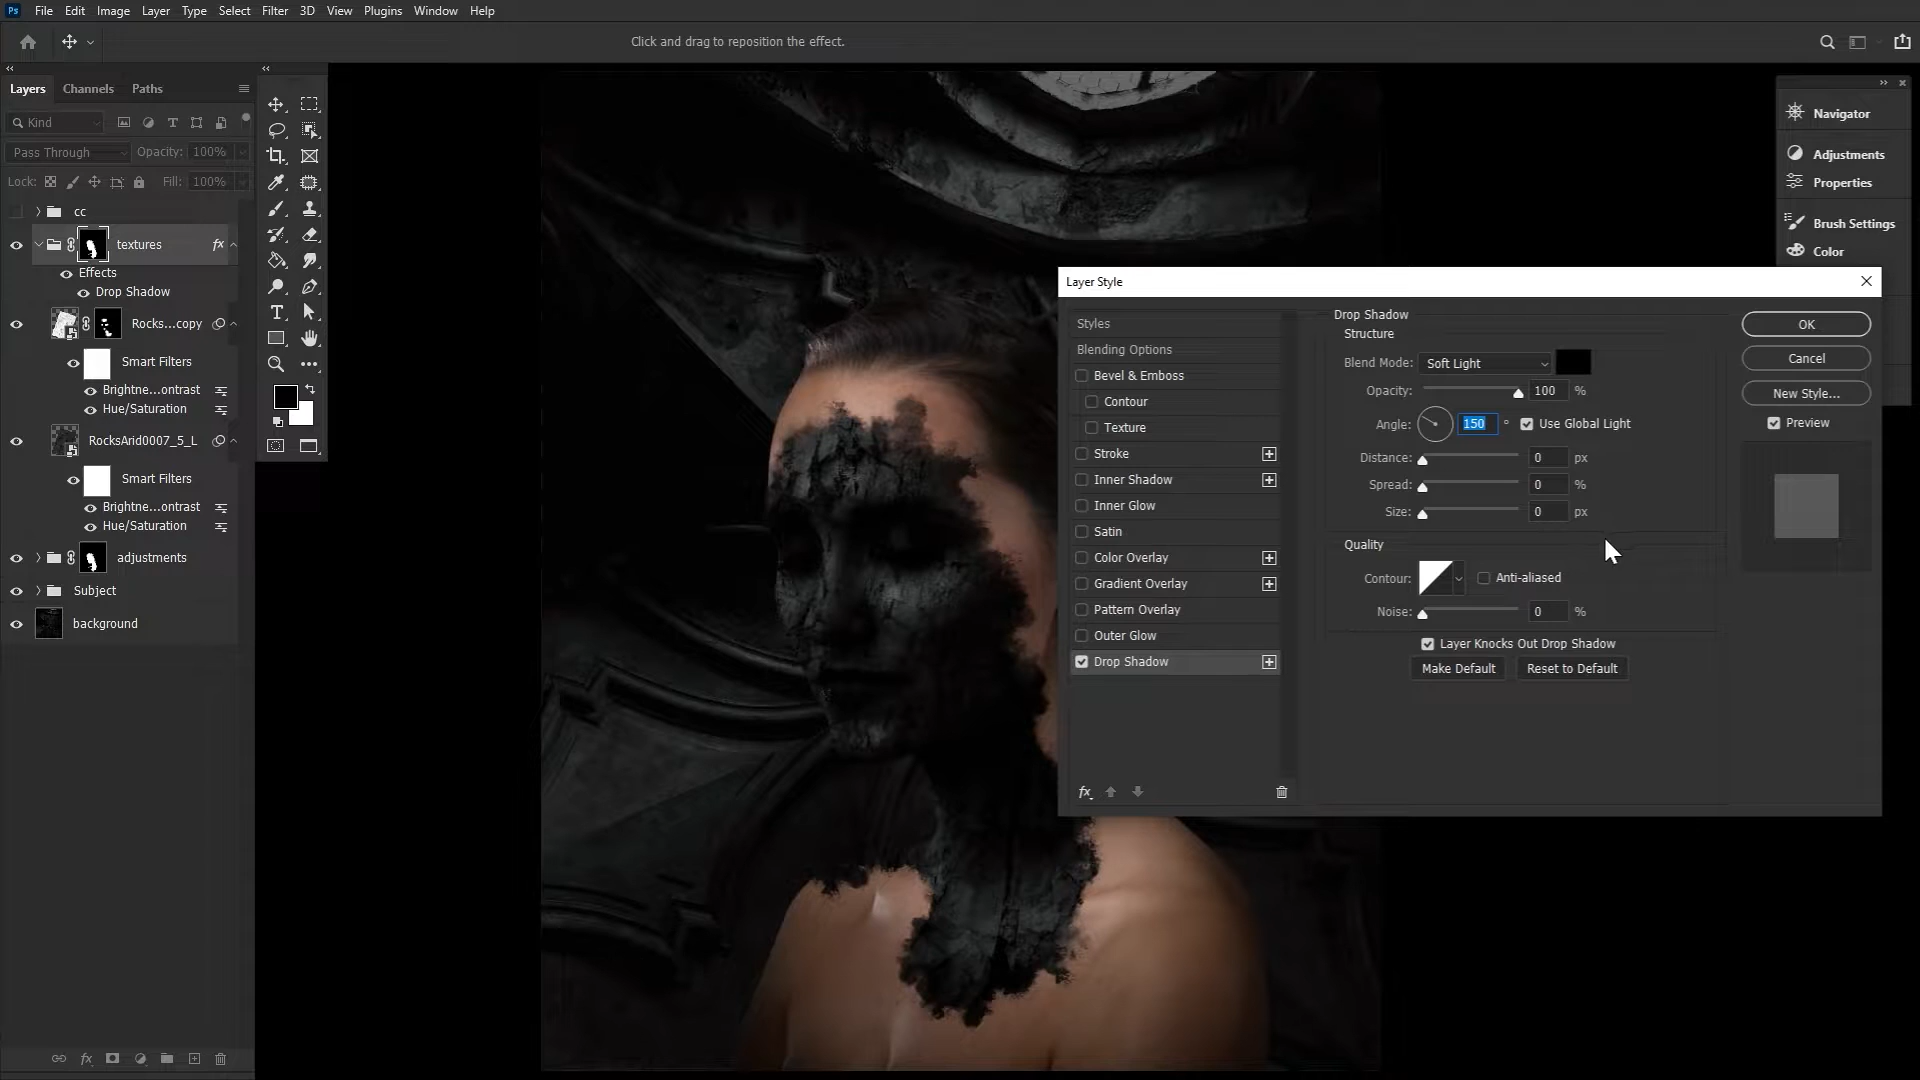 Ps File Edit Image Layer Type Select Filter 3D View Plugins Window Help
Click and drag to reposition the effect.
Layers Channels Paths
Kind
Pass Through Opacity: 100%
Lock: Fill: 100%
cc
textures fx
Effects
Drop Shadow
Rocks...copy
Smart Filters
Brightne...ontrast
Hue/Saturation
RocksArid0007_5_L
Smart Filters
Brightne...ontrast
Hue/Saturation
adjustments
Subject
background
fx
Navigator
Adjustments
Properties
Brush Settings
Color
Layer Style
Styles
Blending Options
Bevel & Emboss
Contour
Texture
Stroke
Inner Shadow
Inner Glow
Satin
Color Overlay
Gradient Overlay
Pattern Overlay
Outer Glow
Drop Shadow
fx
Drop Shadow
Structure
Blend Mode: Soft Light
Opacity: 100 %
Angle: 150 ° Use Global Light
Distance: 0 px
Spread: 0 %
Size: 0 px
Quality
Contour: Anti-aliased
Noise: 0 %
Layer Knocks Out Drop Shadow
Make Default Reset to Default
OK
Cancel
New Style...
Preview